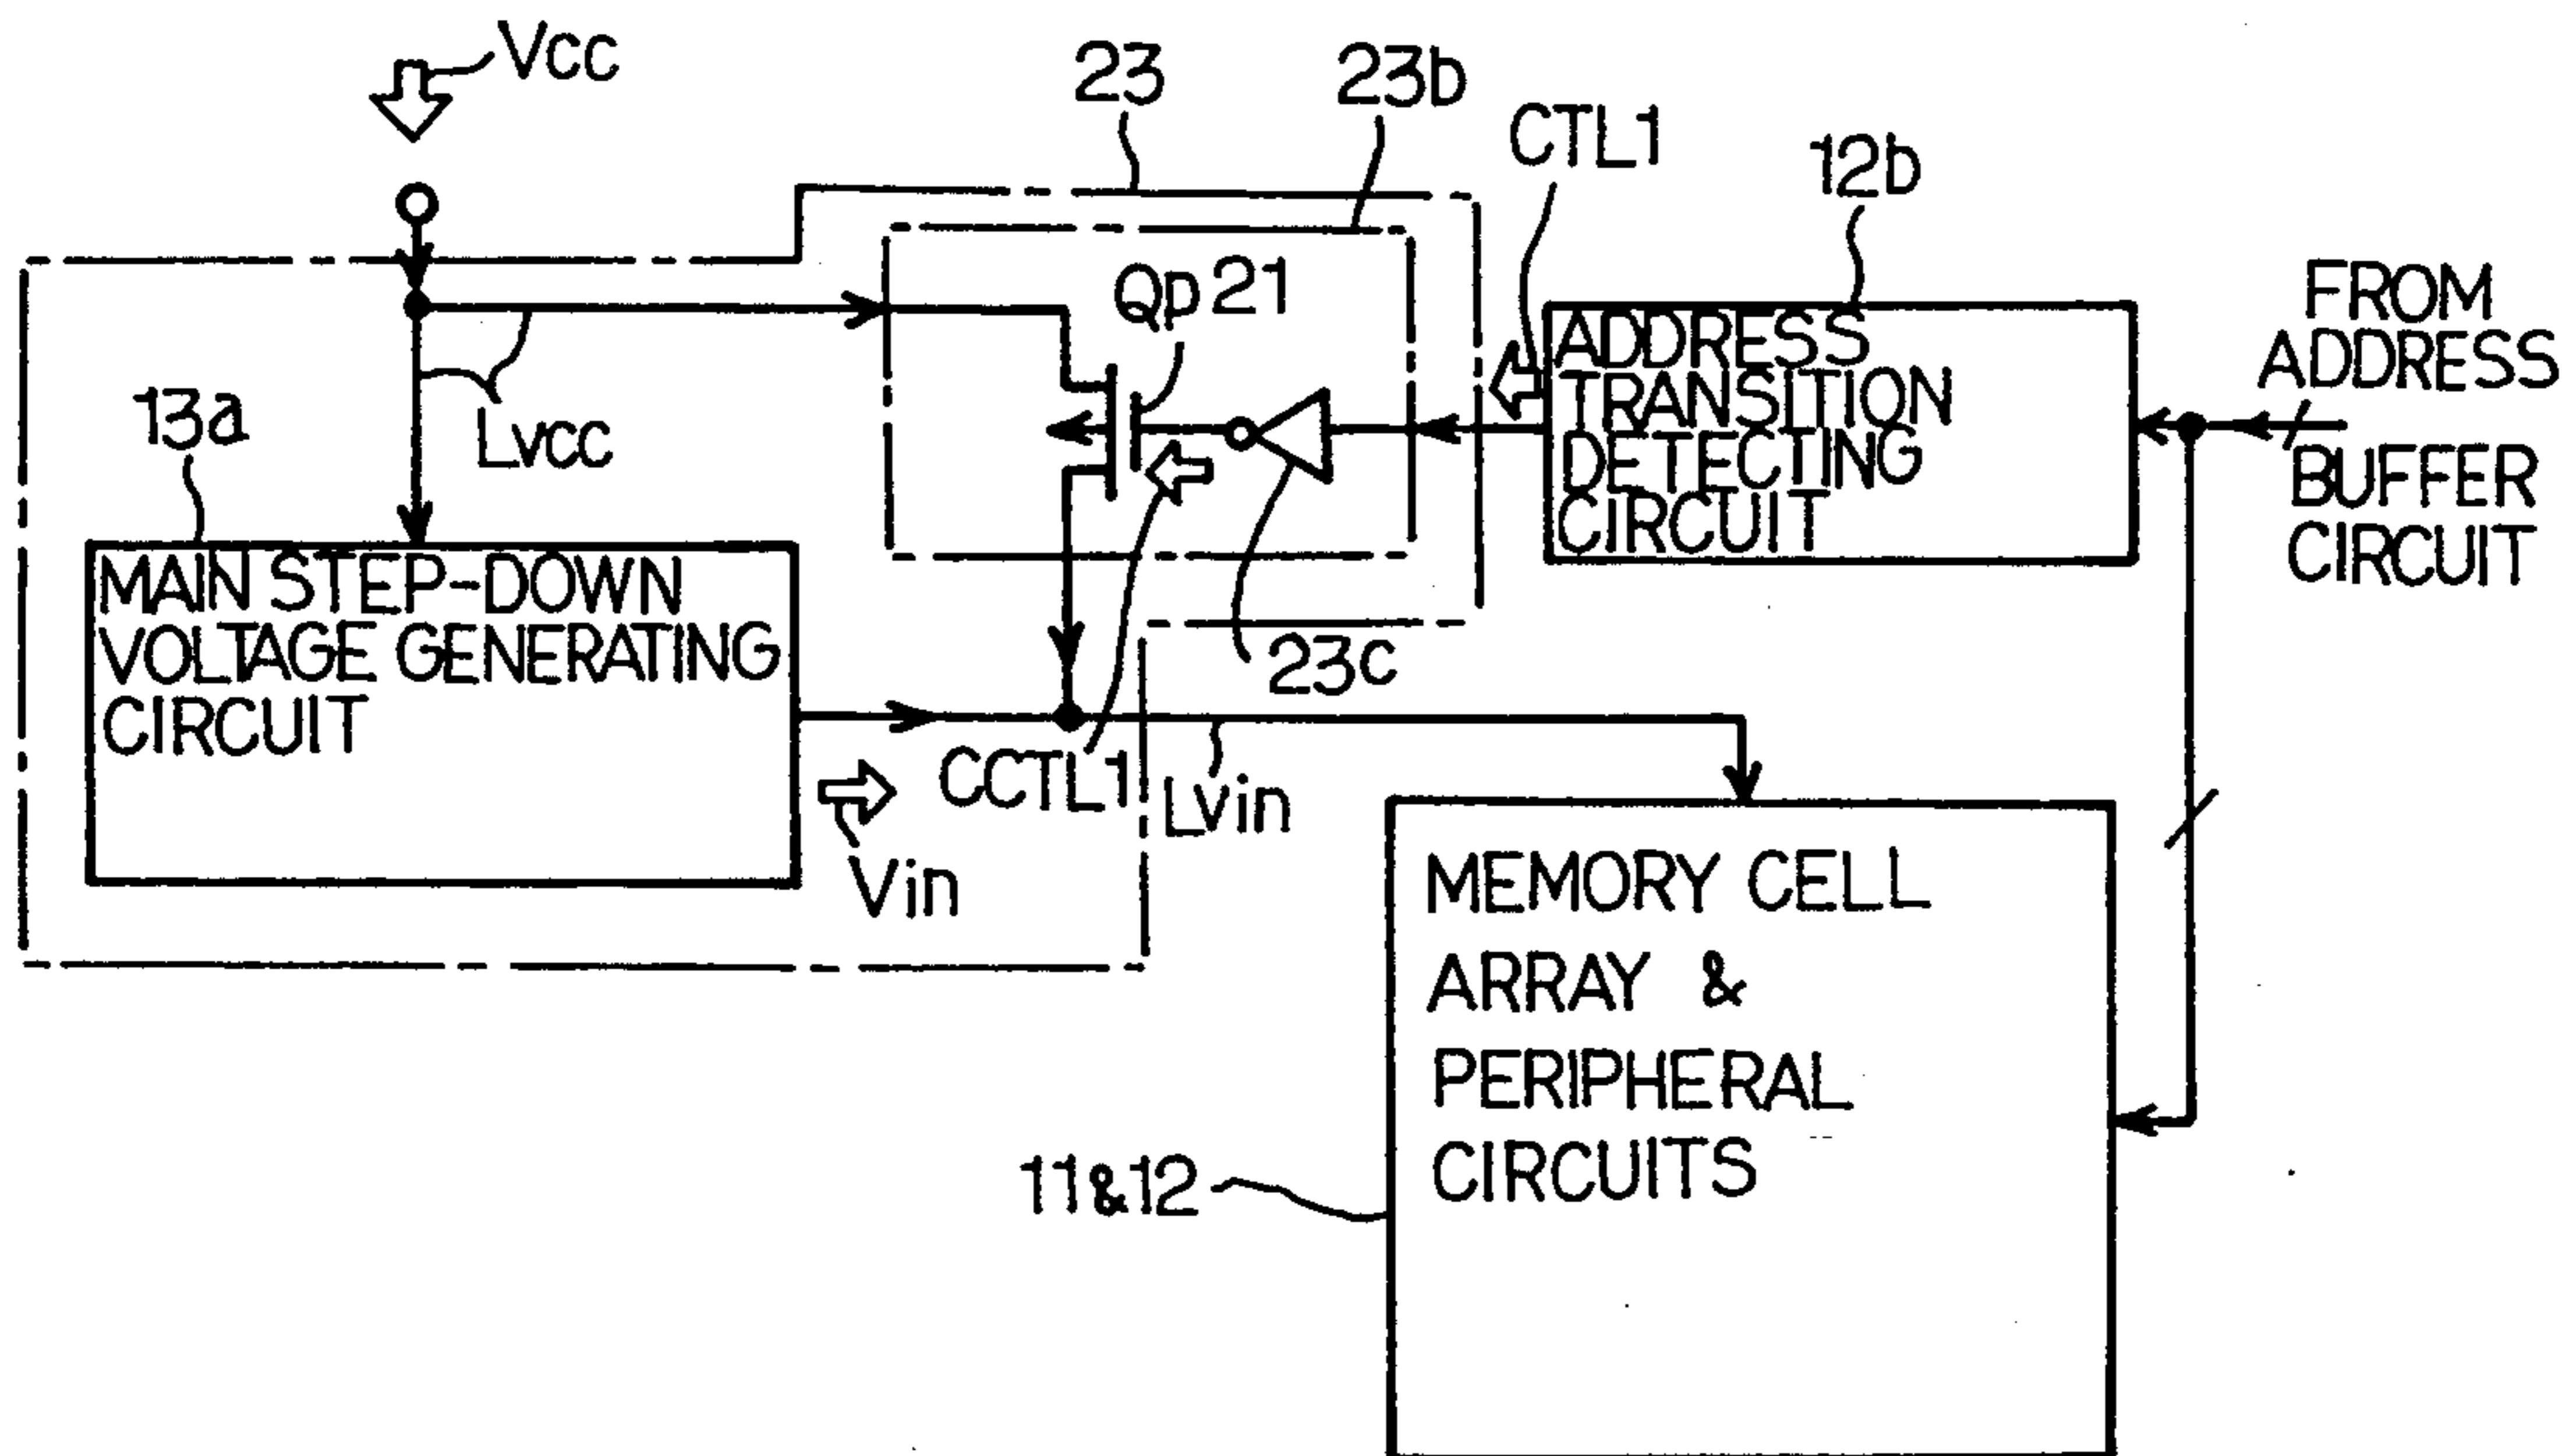 Vcc
23
23b
CTL1
12b
Qp21
FROM
ADDRESS
BUFFER
CIRCUIT
ADDRESS
TRANSITION
DETECTING
CIRCUIT
13a
Lvcc
MAIN STEP-DOWN
VOLTAGE GENERATING
CIRCUIT
23c
CCTL1
Lvin
Vin
MEMORY CELL
ARRAY &
PERIPHERAL
CIRCUITS
11&12